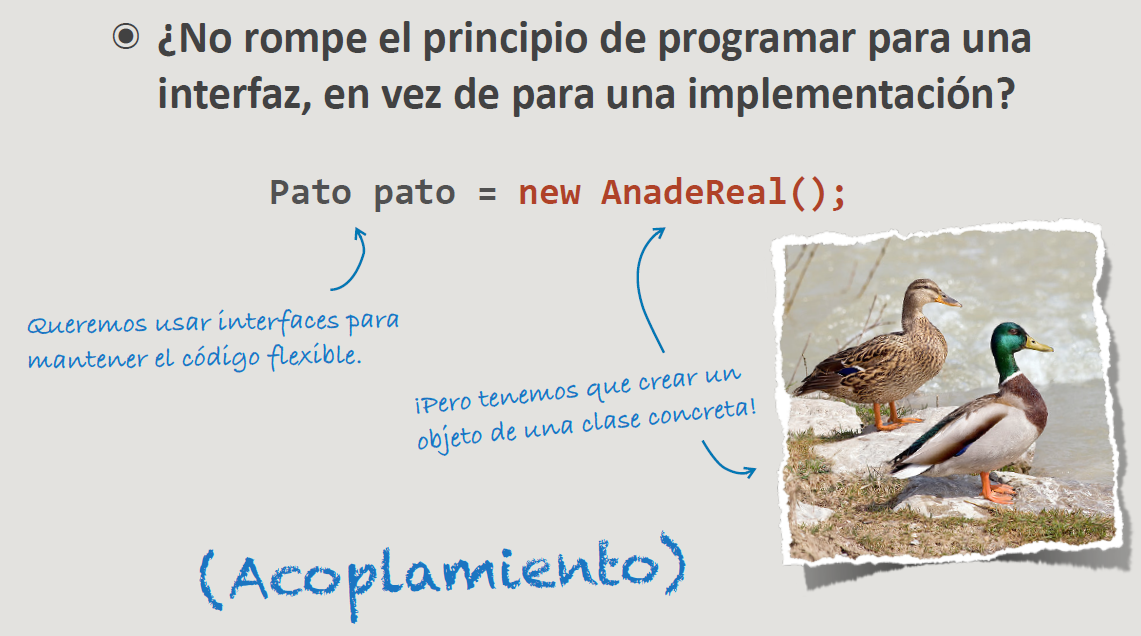 ¿No rompe el principio de programar para una
interfaz, en vez de para una implementación?
Pato pato = new AnadeReal();
Queremos usar interfaces para
mantener el código flexible.
¡Pero tenemos que crear un
objeto de una clase concreta!
(Acoplamiento)